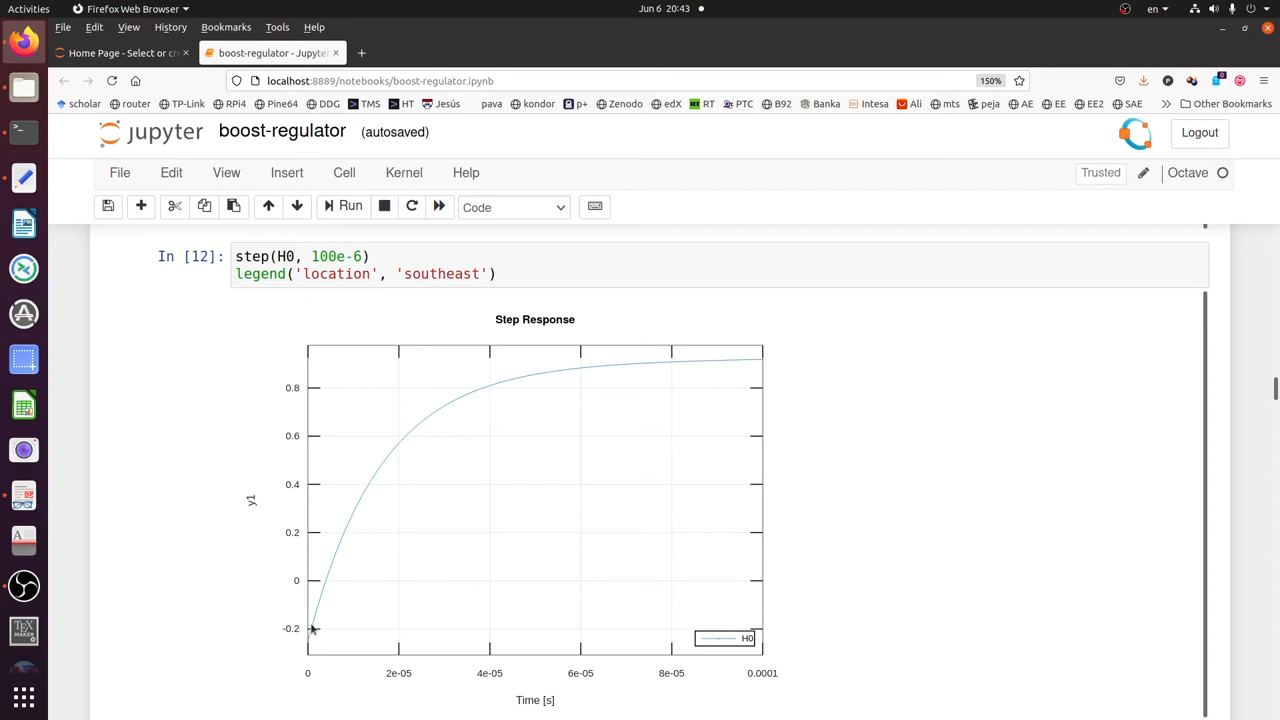 Activities Firefox Web Browser Jun 6 20:43 en
File Edit View History Bookmarks Tools Help
Home Page - Select or cre boost-regulator - Jupyte
localhost:8889/notebooks/boost-regulator.ipynb 150%
scholar router TP-Link RPi4 Pine64 DDG TMS HT Jesús pava kondor p+ Zenodo edX RT PTC B92 Banka Intesa Ali mts peja AE EE EE2 SAE Other Bookmarks
jupyter boost-regulator (autosaved) Logout
File Edit View Insert Cell Kernel Help Trusted Octave
Run Code
In [12]: step(H0, 100e-6)
legend('location', 'southeast')
Step Response
0.8
0.6
0.4
0.2
0
-0.2
y1
H0
0 2e-05 4e-05 6e-05 8e-05 0.0001
Time [s]